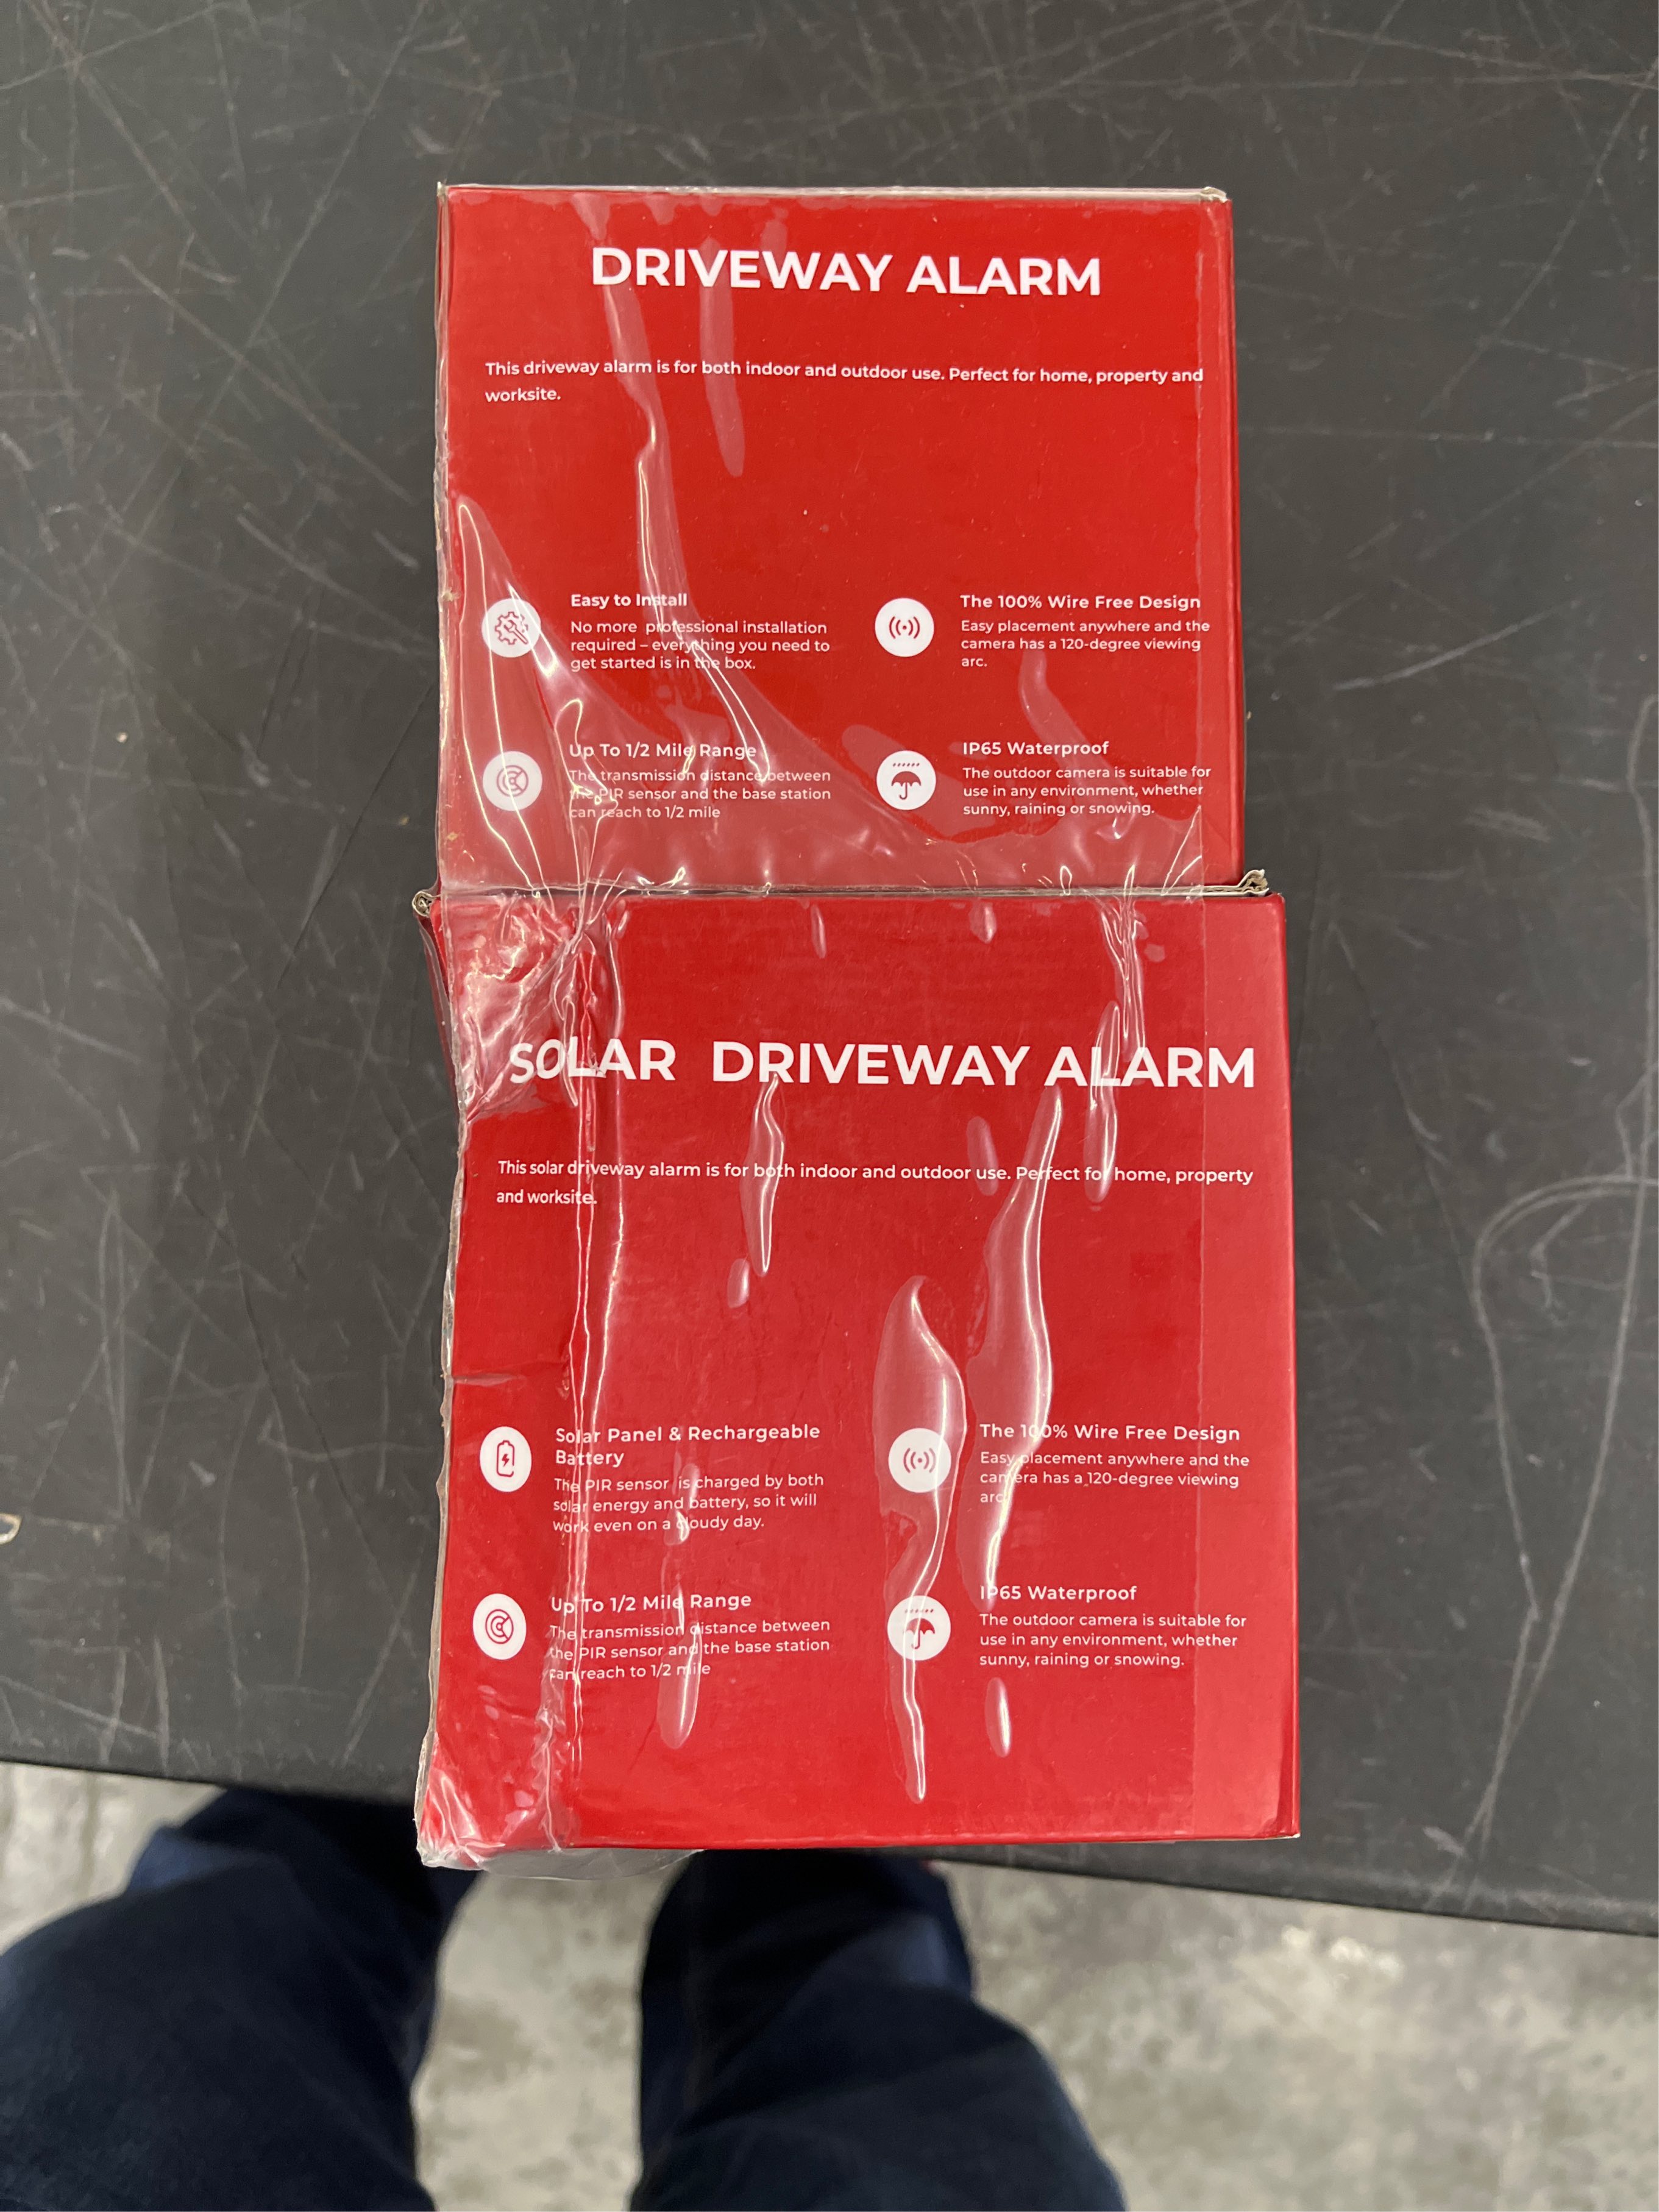 DRIVEWAY ALARM
This driveway alarm is for both indoor and outdoor use. Perfect for home, property and
worksite.
Easy to Install
No more professional installation
required – everything you need to
get started is in the box.
The 100% Wire Free Design
Easy placement anywhere and the
camera has a 120-degree viewing
arc.
Up To 1/2 Mile Range
The transmission distance between
the PIR sensor and the base station
can reach to 1/2 mile
IP65 Waterproof
The outdoor camera is suitable for
use in any environment, whether
sunny, raining or snowing.
SOLAR DRIVEWAY ALARM
This solar driveway alarm is for both indoor and outdoor use. Perfect for home, property
and worksite.
Solar Panel & Rechargeable
Battery
The PIR sensor is charged by both
solar energy and battery, so it will
work even on a cloudy day.
The 100% Wire Free Design
Easy placement anywhere and the
camera has a 120-degree viewing
arc
Up To 1/2 Mile Range
The transmission distance between
the PIR sensor and the base station
can reach to 1/2 mile
IP65 Waterproof
The outdoor camera is suitable for
use in any environment, whether
sunny, raining or snowing.